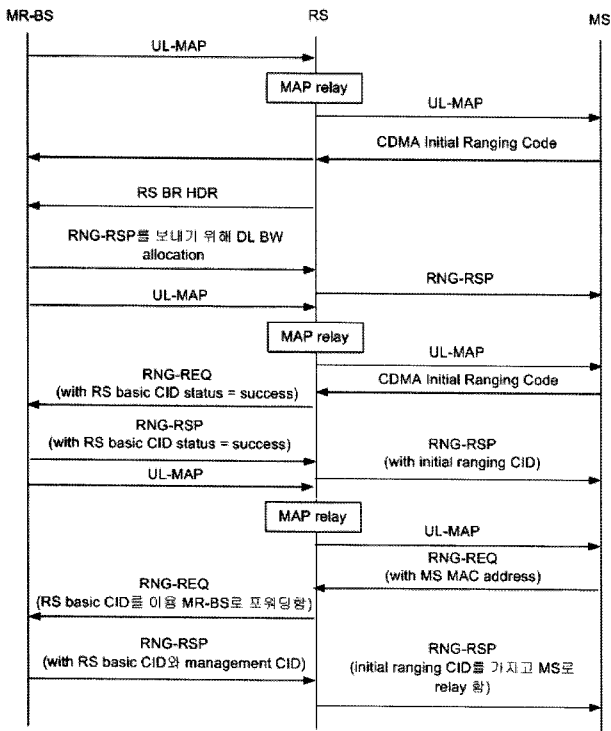 MR-BS
RS
MS
UL-MAP
MAP relay
UL-MAP
CDMA Initial Ranging Code
RS BR HDR
RNG-RSP를 보내기 위해 DL BW
allocation
RNG-RSP
UL-MAP
MAP relay
UL-MAP
RNG-REQ
(with RS basic CID status = success)
CDMA Initial Ranging Code
RNG-RSP
(with RS basic CID status = success)
RNG-RSP
(with initial ranging CID)
UL-MAP
MAP relay
UL-MAP
RNG-REQ
(with MS MAC address)
RNG-REQ
(RS basic CID를 이용 MR-BS로 포워딩함)
RNG-RSP
(with RS basic CID와 management CID)
RNG-RSP
(initial ranging CID를 가지고 MS로
relay 함)